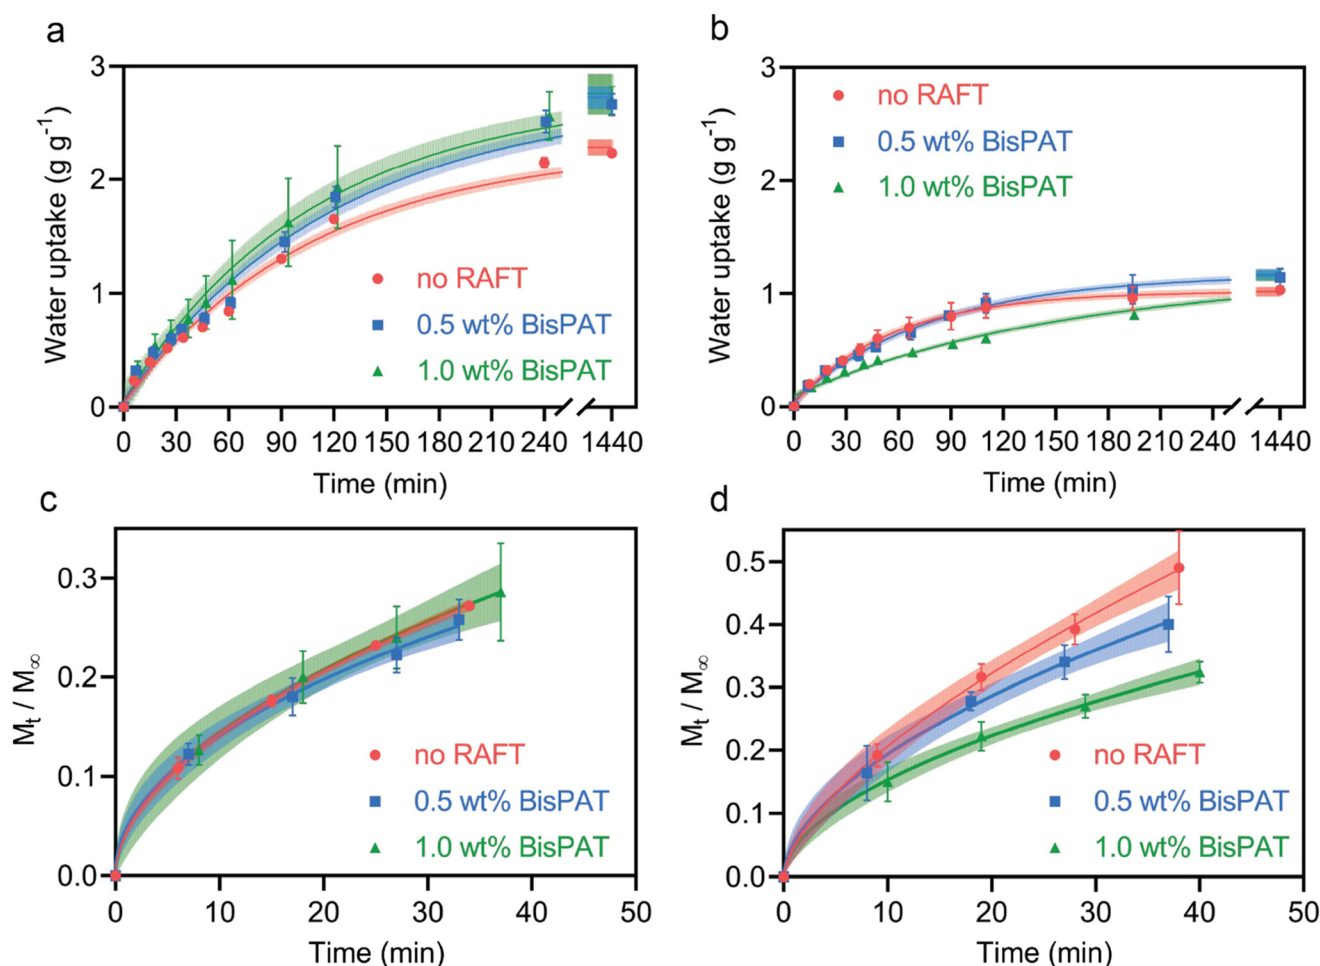 a
3
2
1
0
Water uptake (g g⁻¹)
no RAFT
0.5 wt% BisPAT
1.0 wt% BisPAT
0 30 60 90 120 150 180 210 240 1440
Time (min)
b
3
2
1
0
Water uptake (g g⁻¹)
no RAFT
0.5 wt% BisPAT
1.0 wt% BisPAT
0 30 60 90 120 150 180 210 240 1440
Time (min)
c
0.3
0.2
0.1
0.0
Mₜ / M∞
no RAFT
0.5 wt% BisPAT
1.0 wt% BisPAT
0 10 20 30 40 50
Time (min)
d
0.5
0.4
0.3
0.2
0.1
0.0
Mₜ / M∞
no RAFT
0.5 wt% BisPAT
1.0 wt% BisPAT
0 10 20 30 40 50
Time (min)